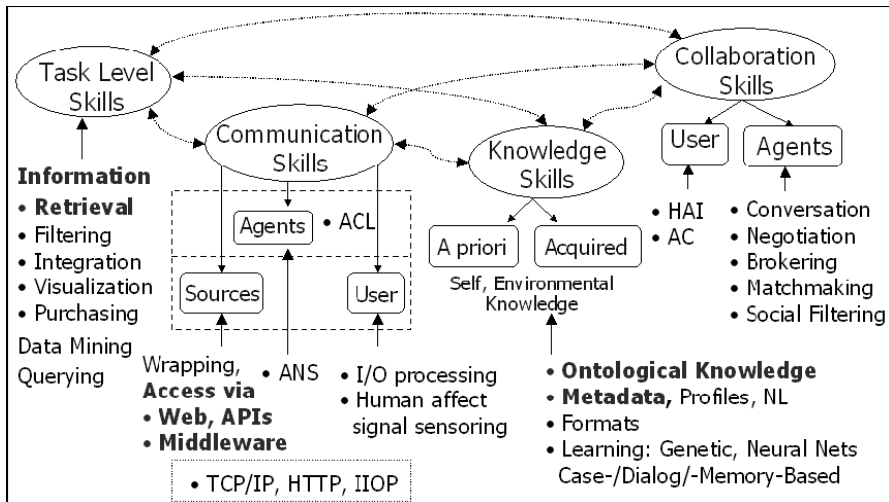 Task Level
Skills
Collaboration
Skills
Communication
Skills
Knowledge
Skills
User
Agents
Information
• Retrieval
• Filtering
• Integration
• Visualization
• Purchasing
Data Mining
Querying
Agents
• ACL
Sources
User
A priori
Acquired
Self, Environmental
Knowledge
• HAI
• AC
• Conversation
• Negotiation
• Brokering
• Matchmaking
• Social Filtering
Wrapping,
Access via
• Web, APIs
• Middleware
• ANS
• I/O processing
• Human affect
signal sensoring
• TCP/IP, HTTP, IIOP
• Ontological Knowledge
• Metadata, Profiles, NL
• Formats
• Learning: Genetic, Neural Nets
Case-/Dialog/-Memory-Based